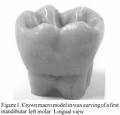 Figure 1. Crown macro model in wax carving of a first
mandibular left molar. Lingual view.